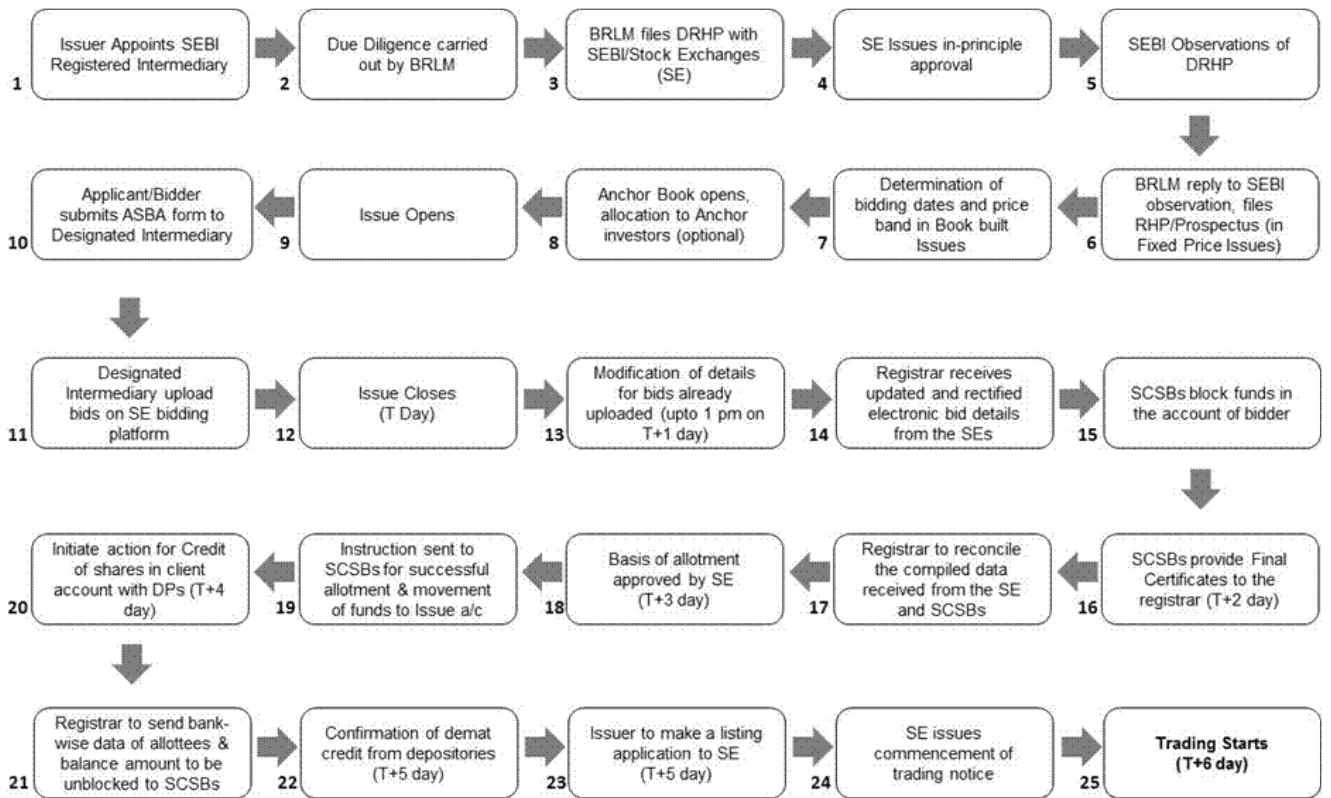 Issuer Appoints SEBI
Registered Intermediary
1
Due Diligence carried
out by BRLM
2
BRLM files DRHP with
SEBI/Stock Exchanges
(SE)
3
SE Issues in-principle
approval
4
SEBI Observations of
DRHP
5
BRLM reply to SEBI
observation, files
RHP/Prospectus (in
Fixed Price Issues)
6
Determination of
bidding dates and price
band in Book built
Issues
7
Anchor Book opens,
allocation to Anchor
investors (optional)
8
Issue Opens
9
Applicant/Bidder
submits ASBA form to
Designated Intermediary
10
Designated
Intermediary upload
bids on SE bidding
platform
11
Issue Closes
(T Day)
12
Modification of details
for bids already
uploaded (upto 1 pm on
T+1 day)
13
Registrar receives
updated and rectified
electronic bid details
from the SEs
14
SCSBs block funds in
the account of bidder
15
SCSBs provide Final
Certificates to the
registrar (T+2 day)
16
Registrar to reconcile
the compiled data
received from the SE
and SCSBs
17
Basis of allotment
approved by SE
(T+3 day)
18
Instruction sent to
SCSBs for successful
allotment & movement
of funds to Issue a/c
19
Initiate action for Credit
of shares in client
account with DPs (T+4
day)
20
Registrar to send bank-
wise data of allottees &
balance amount to be
unblocked to SCSBs
21
Confirmation of demat
credit from depositories
(T+5 day)
22
Issuer to make a listing
application to SE
(T+5 day)
23
SE issues
commencement of
trading notice
24
Trading Starts
(T+6 day)
25